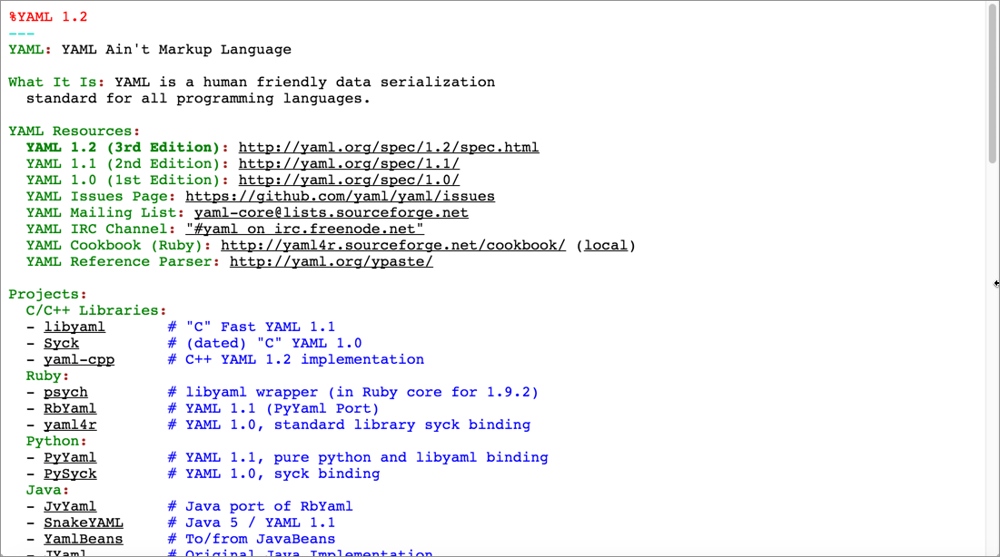 %YAML 1.2
---
YAML: YAML Ain't Markup Language
What It Is: YAML is a human friendly data serialization
standard for all programming languages.
YAML Resources:
YAML 1.2 (3rd Edition): http://yaml.org/spec/1.2/spec.html
YAML 1.1 (2nd Edition): http://yaml.org/spec/1.1/
YAML 1.0 (1st Edition): http://yaml.org/spec/1.0/
YAML Issues Page: https://github.com/yaml/yaml/issues
YAML Mailing List: yaml-core@lists.sourceforge.net
YAML IRC Channel: "#yaml on irc.freenode.net"
YAML Cookbook (Ruby): http://yaml4r.sourceforge.net/cookbook/ (local)
YAML Reference Parser: http://yaml.org/ypaste/
Projects:
C/C++ Libraries:
- libyaml # "C" Fast YAML 1.1
- Syck # (dated) "C" YAML 1.0
- yaml-cpp # C++ YAML 1.2 implementation
Ruby:
- psych # libyaml wrapper (in Ruby core for 1.9.2)
- RbYaml # YAML 1.1 (PyYaml Port)
- yaml4r # YAML 1.0, standard library syck binding
Python:
- PyYaml # YAML 1.1, pure python and libyaml binding
- PySyck # YAML 1.0, syck binding
Java:
- JvYaml # Java port of RbYaml
- SnakeYAML # Java 5 / YAML 1.1
- YamlBeans # To/from JavaBeans
- JYaml # Original Java Implementation